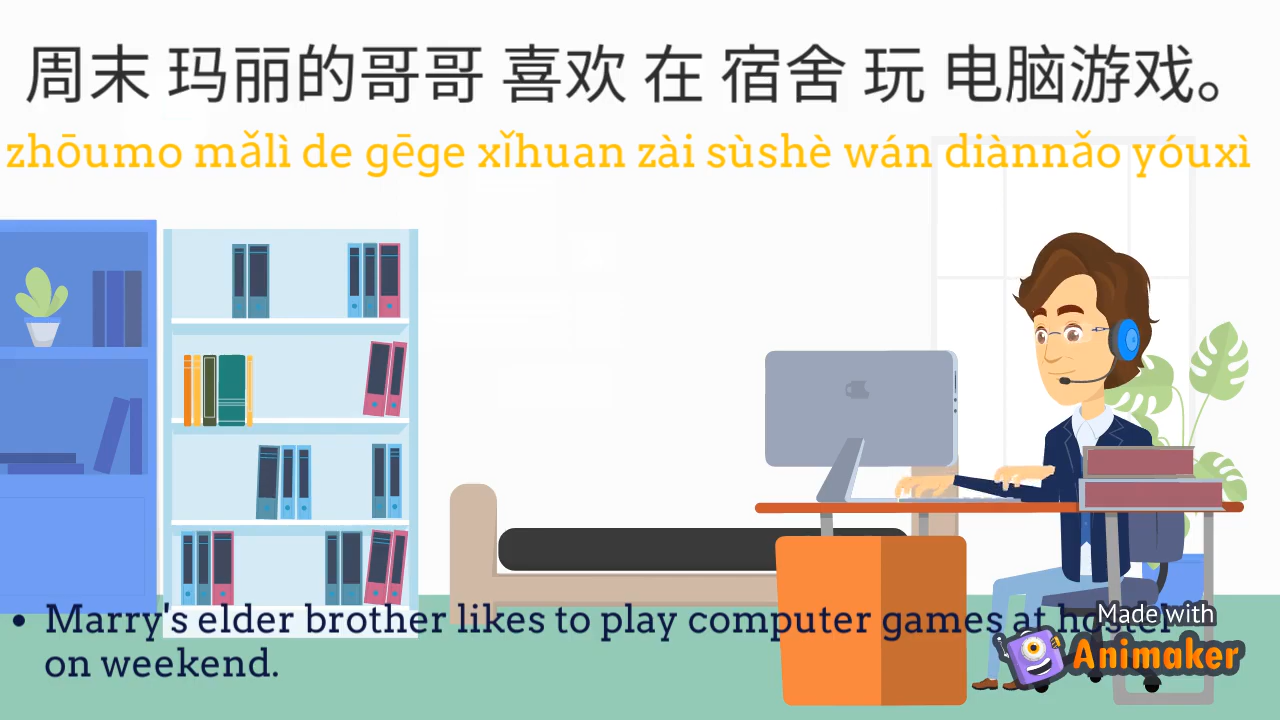 周末 玛丽的哥哥 喜欢 在 宿舍 玩 电脑游戏。
zhōumo mǎlì de gēge xǐhuan zài sùshè wán diànnǎo yóuxì
• Marry's elder brother likes to play computer games at hostel
on weekend.
Made with
Animaker